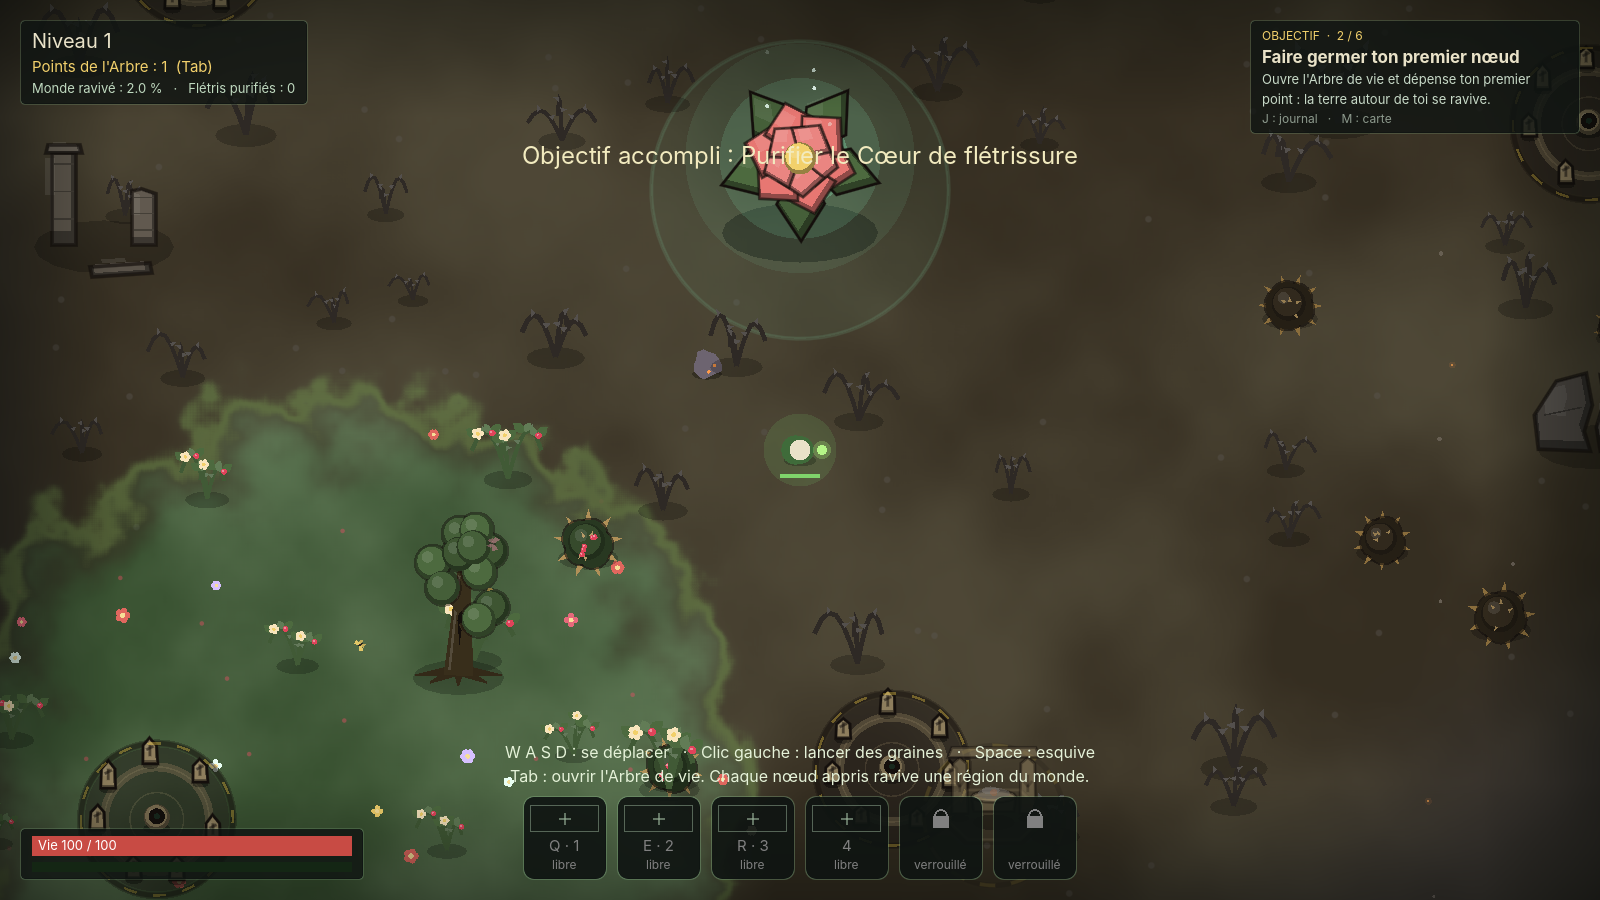 Niveau 1
Points de l'Arbre : 1 (Tab)
Monde ravivé : 2.0 % · Flétris purifiés : 0
OBJECTIF · 2 / 6
Faire germer ton premier nœud
Ouvre l'Arbre de vie et dépense ton premier
point : la terre autour de toi se ravive.
J : journal · M : carte
Objectif accompli : Purifier le Cœur de flétrissure
W A S D : se déplacer · Clic gauche : lancer des graines · Space : esquive
Tab : ouvrir l'Arbre de vie. Chaque nœud appris ravive une région du monde.
Vie 100 / 100
+ + + +
Q · 1 E · 2 R · 3 4
libre libre libre libre verrouillé verrouillé